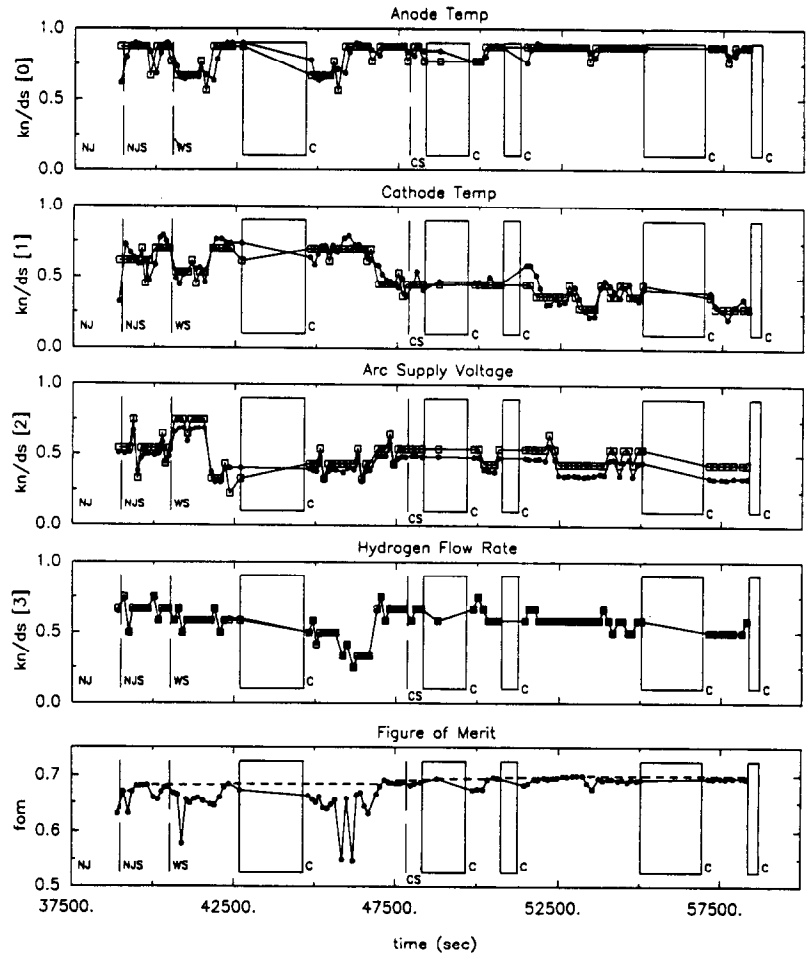 Anode Temp
1.0
0.5
0.0
kn/ds [0]
NJ NJS WS C CS C C C C
Cathode Temp
1.0
0.5
0.0
kn/ds [1]
NJ NJS WS C CS C C C C
Arc Supply Voltage
1.0
0.5
0.0
kn/ds [2]
NJ NJS WS C CS C C C C
Hydrogen Flow Rate
1.0
0.5
0.0
kn/ds [3]
NJ NJS WS C CS C C C C
Figure of Merit
0.7
0.6
0.5
fom
NJ NJS WS C CS C C C C
37500. 42500. 47500. 52500. 57500.
time (sec)